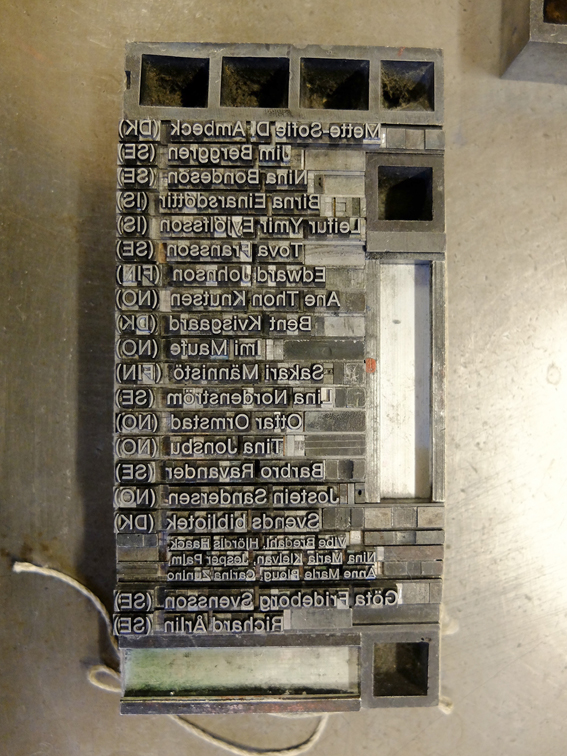 Mette-Sofie D. Ambeck (DK)
Jim Berggren (SE)
Nina Bondeson (SE)
Birna Einarsdóttir (IS)
Leifur Ýmir Eyjólfsson (IS)
Tova Fransson (SE)
Edward Johnson (FIN)
Ane Thon Knutsen (NO)
Bent Kvisgaard (DK)
Imi Maufe (NO)
Sakari Männistö (FIN)
Lina Nordenström (SE)
Ottar Ormstad (NO)
Tina Jonsbu (NO)
Barbro Ravander (SE)
Jostein Sandersen (NO)
Svends bibliotek (DK)
Vibe Bredahl, Hjördis Haack
Nina Maria Kleivan, Jesper Palm
Anne Marie Ploug, Sarina Zunino
Göta Frideborg Svensson (SE)
Richard Årlin (SE)